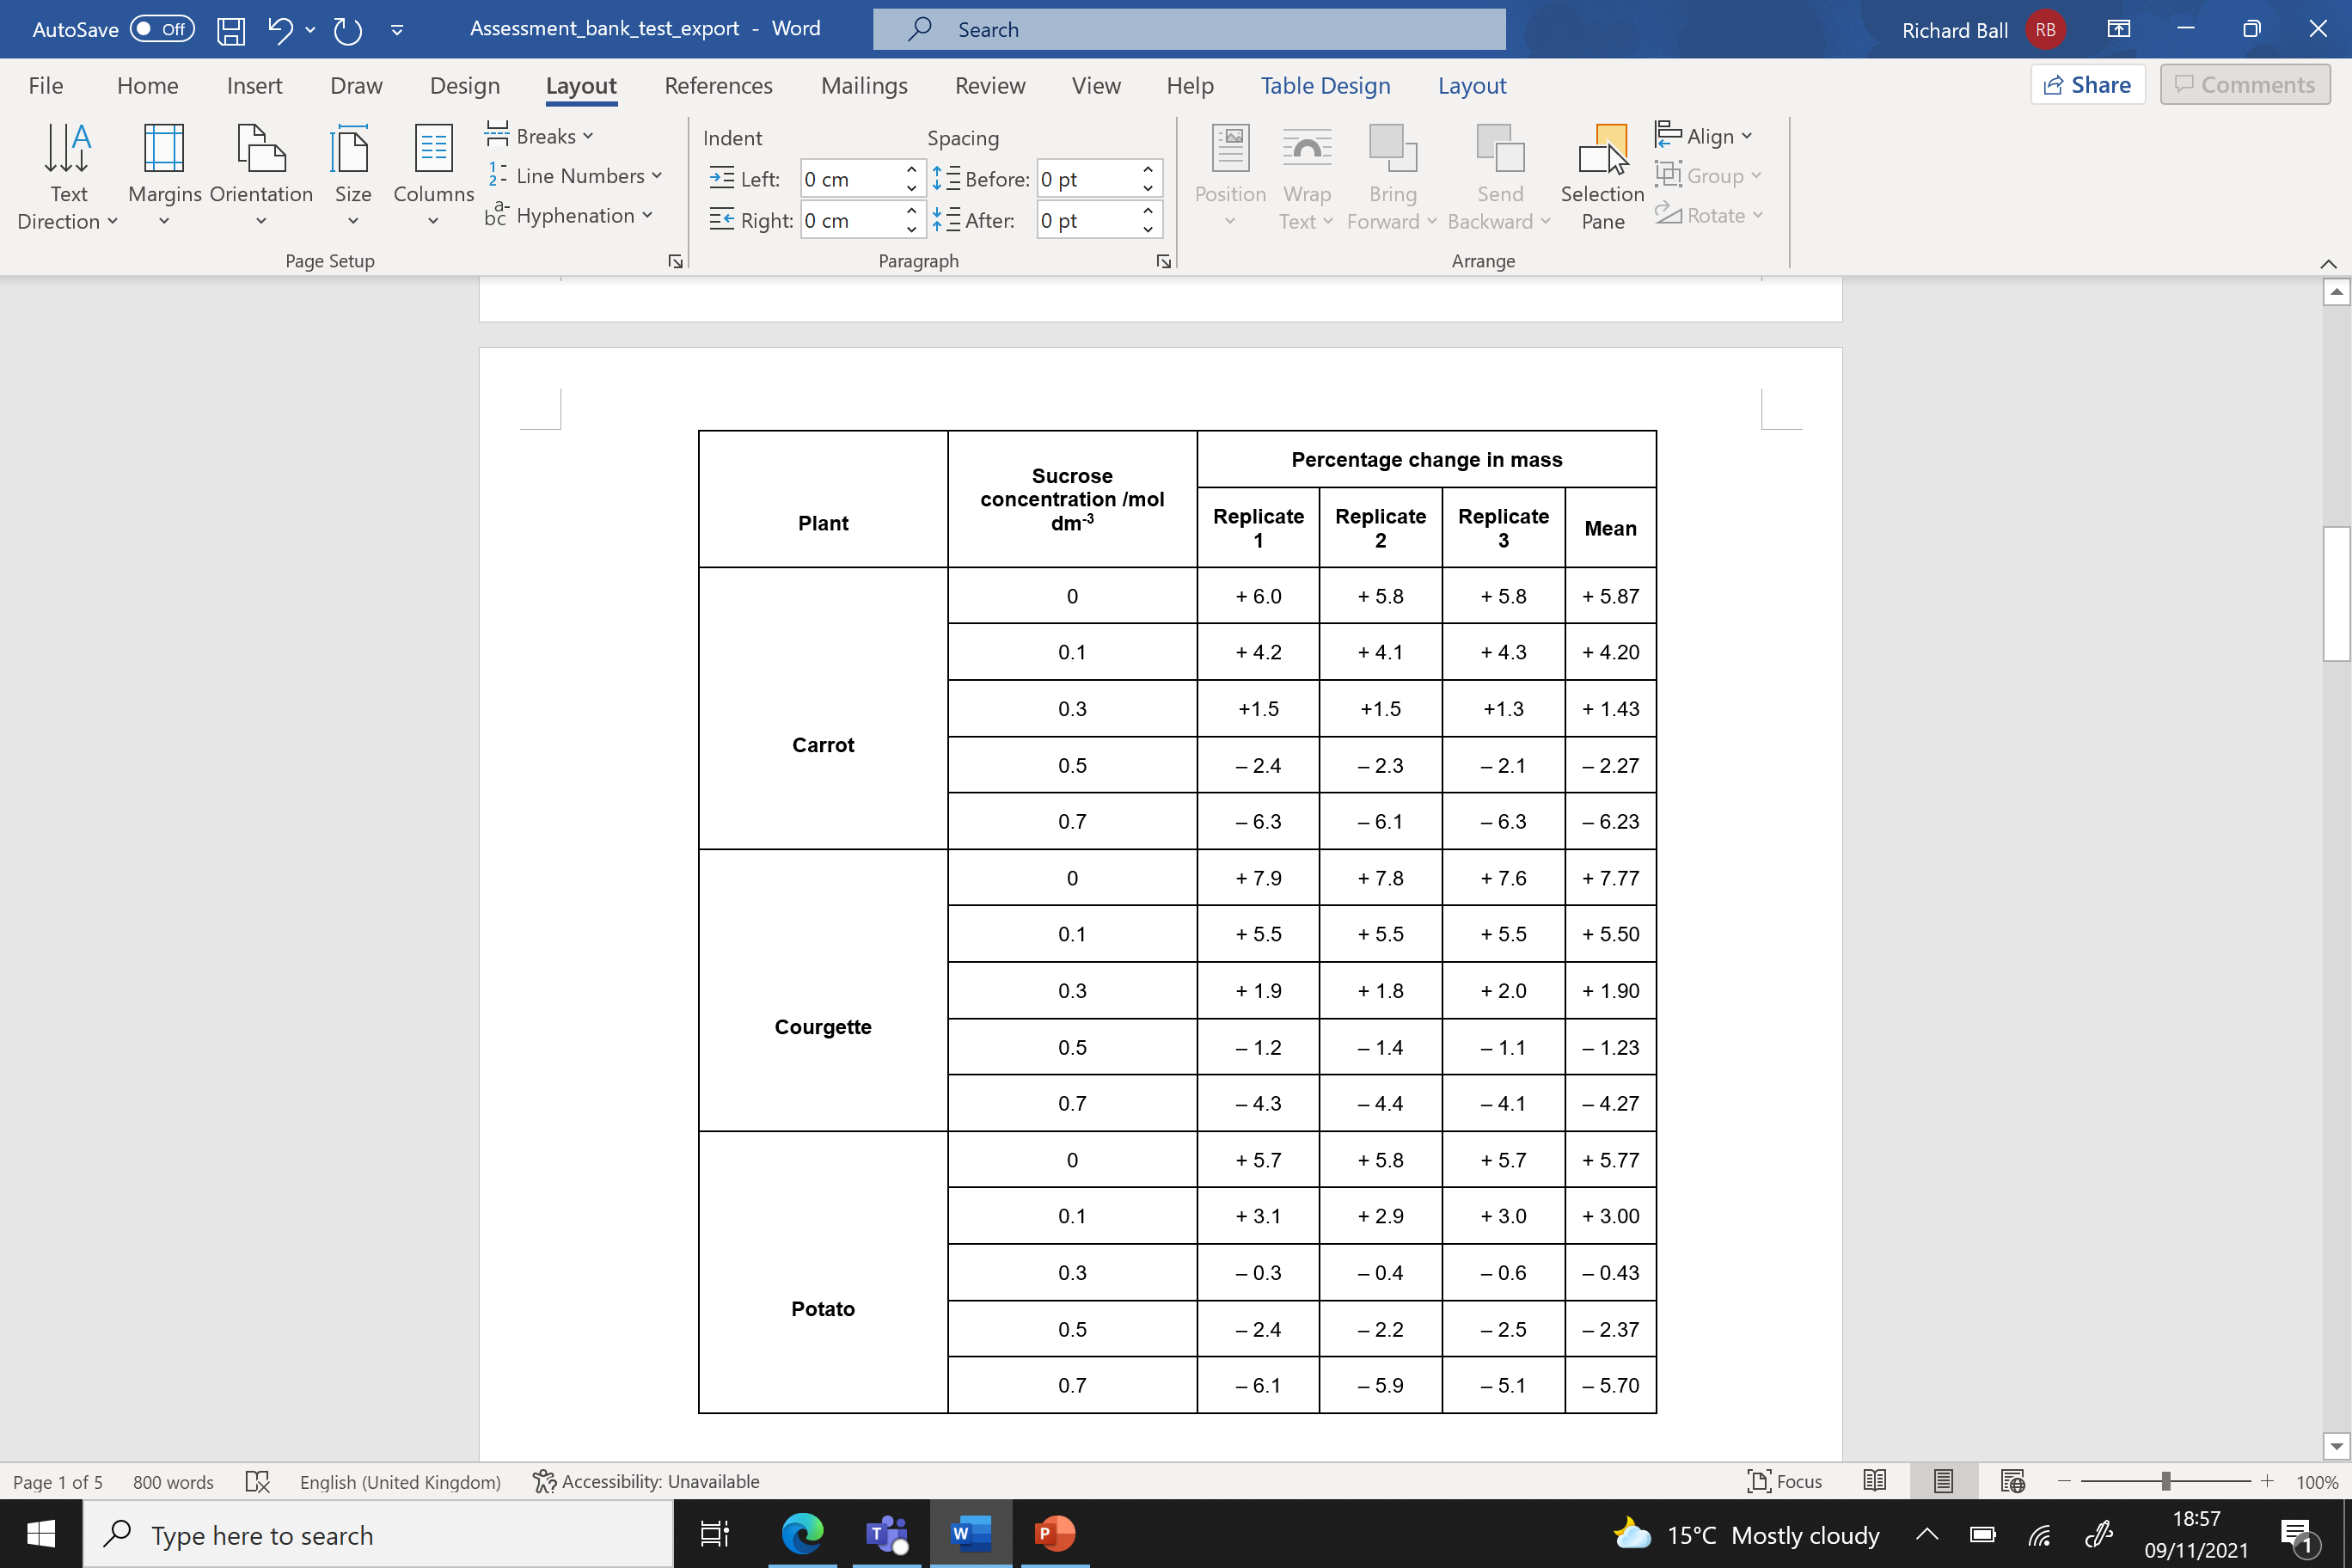 AutoSave Off Assessment_bank_test_export - Word Search Richard Ball RB
File Home Insert Draw Design Layout References Mailings Review View Help Table Design Layout Share Comments
Text Direction
Margins
Orientation
Size
Columns
Breaks
Line Numbers
Hyphenation
Page Setup
Indent
Left: 0 cm
Right: 0 cm
Spacing
Before: 0 pt
After: 0 pt
Paragraph
Position
Wrap Text
Bring Forward
Send Backward
Selection Pane
Align
Group
Rotate
Arrange
Plant
Sucrose
concentration /mol
dm-3
Percentage change in mass
Replicate 1 Replicate 2 Replicate 3 Mean
Carrot
0 + 6.0 + 5.8 + 5.8 + 5.87
0.1 + 4.2 + 4.1 + 4.3 + 4.20
0.3 +1.5 +1.5 +1.3 + 1.43
0.5 – 2.4 – 2.3 – 2.1 – 2.27
0.7 – 6.3 – 6.1 – 6.3 – 6.23
Courgette
0 + 7.9 + 7.8 + 7.6 + 7.77
0.1 + 5.5 + 5.5 + 5.5 + 5.50
0.3 + 1.9 + 1.8 + 2.0 + 1.90
0.5 – 1.2 – 1.4 – 1.1 – 1.23
0.7 – 4.3 – 4.4 – 4.1 – 4.27
Potato
0 + 5.7 + 5.8 + 5.7 + 5.77
0.1 + 3.1 + 2.9 + 3.0 + 3.00
0.3 – 0.3 – 0.4 – 0.6 – 0.43
0.5 – 2.4 – 2.2 – 2.5 – 2.37
0.7 – 6.1 – 5.9 – 5.1 – 5.70
Page 1 of 5 800 words English (United Kingdom) Accessibility: Unavailable Focus 100%
Type here to search 15°C Mostly cloudy 18:57
09/11/2021 1